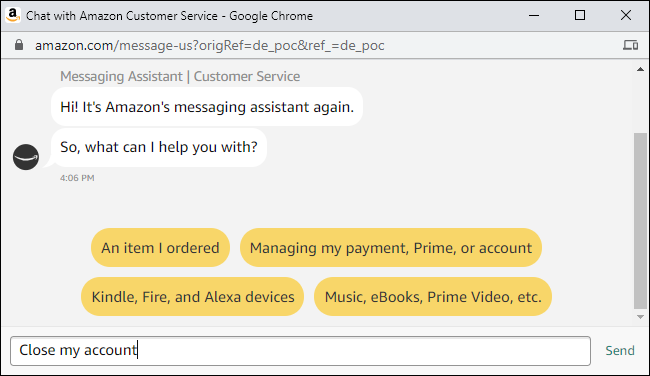 Chat with Amazon Customer Service - Google Chrome
amazon.com/message-us?origRef=de_poc&ref_=de_poc
Messaging Assistant | Customer Service
Hi! It's Amazon's messaging assistant again.
So, what can I help you with?
4:06 PM
An item I ordered
Managing my payment, Prime, or account
Kindle, Fire, and Alexa devices
Music, eBooks, Prime Video, etc.
Close my account
Send